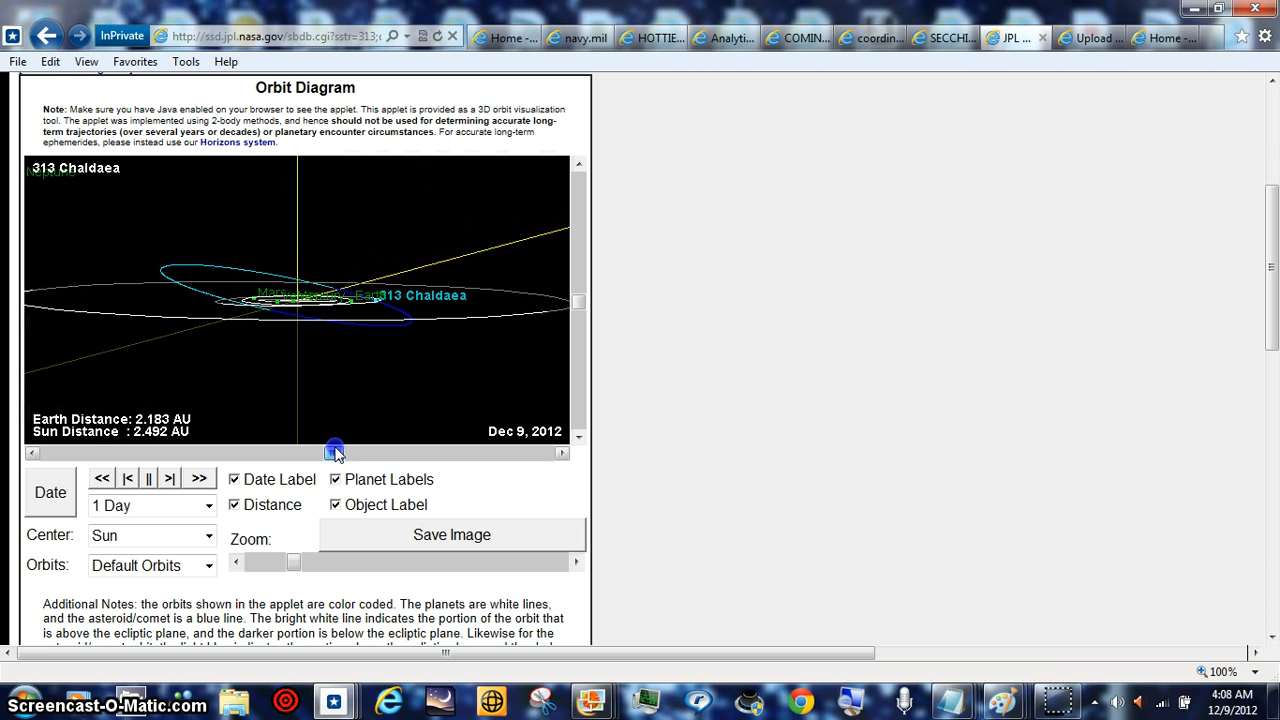 InPrivate
http://ssd.jpl.nasa.gov/sbdb.cgi?sstr=313;c
Home -...
navy.mil
HOTTIE...
Analyti...
COMIN...
coordin...
SECCHI...
JPL ...
Upload ...
Home -...
File Edit View Favorites Tools Help
Orbit Diagram
Note: Make sure you have Java enabled on your browser to see the applet. This applet is provided as a 3D orbit visualization
tool. The applet was implemented using 2-body methods, and hence should not be used for determining accurate long-
term trajectories (over several years or decades) or planetary encounter circumstances. For accurate long-term
ephemerides, please instead use our Horizons system.
313 Chaldaea
Neptune
Mars
Earth
313 Chaldaea
Earth Distance: 2.183 AU
Sun Distance : 2.492 AU
Dec 9, 2012
Date
<< |< || >| >>
Date Label
Planet Labels
1 Day
Distance
Object Label
Center: Sun
Zoom:
Save Image
Orbits: Default Orbits
Additional Notes: the orbits shown in the applet are color coded. The planets are white lines,
and the asteroid/comet is a blue line. The bright white line indicates the portion of the orbit that
is above the ecliptic plane, and the darker portion is below the ecliptic plane. Likewise for the
100%
Screencast-O-Matic.com
4:08 AM
12/9/2012